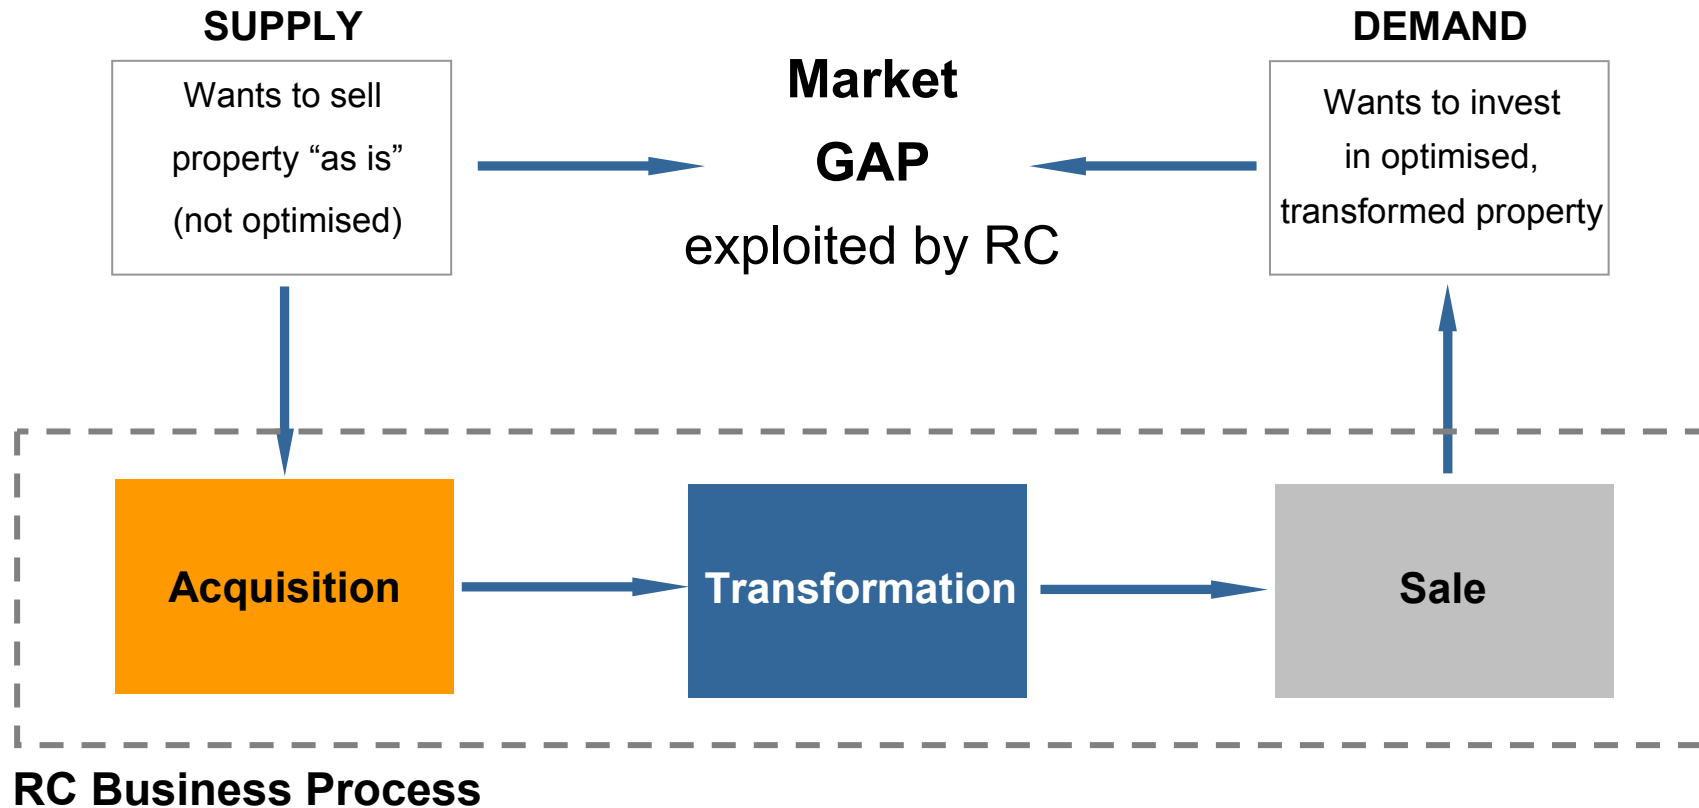 SUPPLY
Wants to sell
property “as is”
(not optimised)
Market
GAP
exploited by RC
DEMAND
Wants to invest
in optimised,
transformed property
Acquisition
Transformation
Sale
RC Business Process